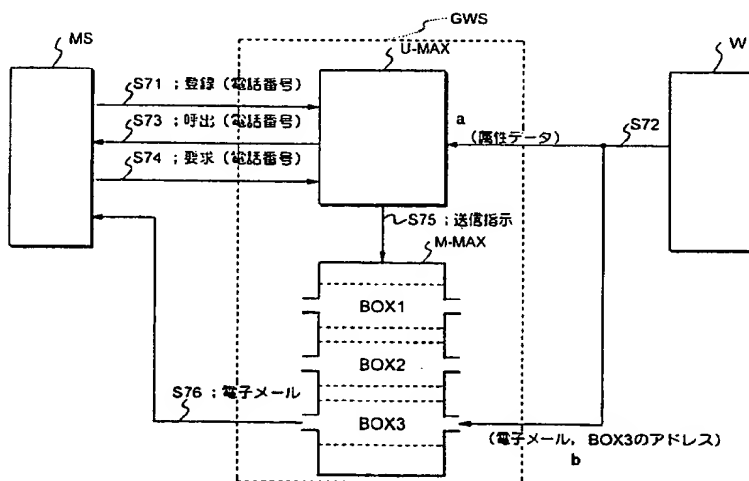 GWS
MS
U-MAX
W
S71；登録（電話番号）
S73；呼出（電話番号）
S74；要求（電話番号）
a
（属性データ）
S72
S75；送信指示
M-MAX
BOX1
BOX2
BOX3
S76；電子メール
（電子メール，BOX3のアドレス）
b